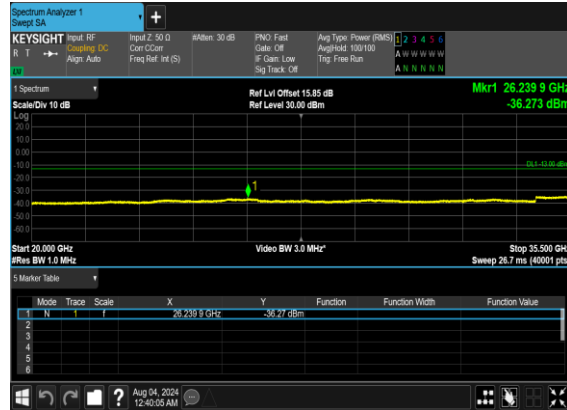 Spectrum Analyzer 1
Swept SA
+
KEYSIGHT Input: RF Input Z: 50 Ω #Atten: 30 dB PNO: Fast Avg Type: Power (RMS) 1 2 3 4 5 6
R T Coupling: DC Corr CCorr Gate: Off Avg|Hold: 100/100 A W W W W W
Align: Auto Freq Ref: Int (S) IF Gain: Low Trig: Free Run
Sig Track: Off A N N N N N
1 Spectrum Ref Lvl Offset 15.85 dB Mkr1 26.239 9 GHz
Scale/Div 10 dB Ref Level 30.00 dBm -36.273 dBm
Log
20.0
10.0
0.00
-10.0
DL1 -13.00 dBm
-20.0
1
-30.0
-40.0
-50.0
-60.0
Start 20.000 GHz Video BW 3.0 MHz* Stop 35.500 GHz
#Res BW 1.0 MHz Sweep 26.7 ms (40001 pts
5 Marker Table
Mode Trace Scale X Y Function Function Width Function Value
1 N 1 f 26.239 9 GHz -36.27 dBm
2
3
4
5
6
? Aug 04, 2024
12:40:05 AM